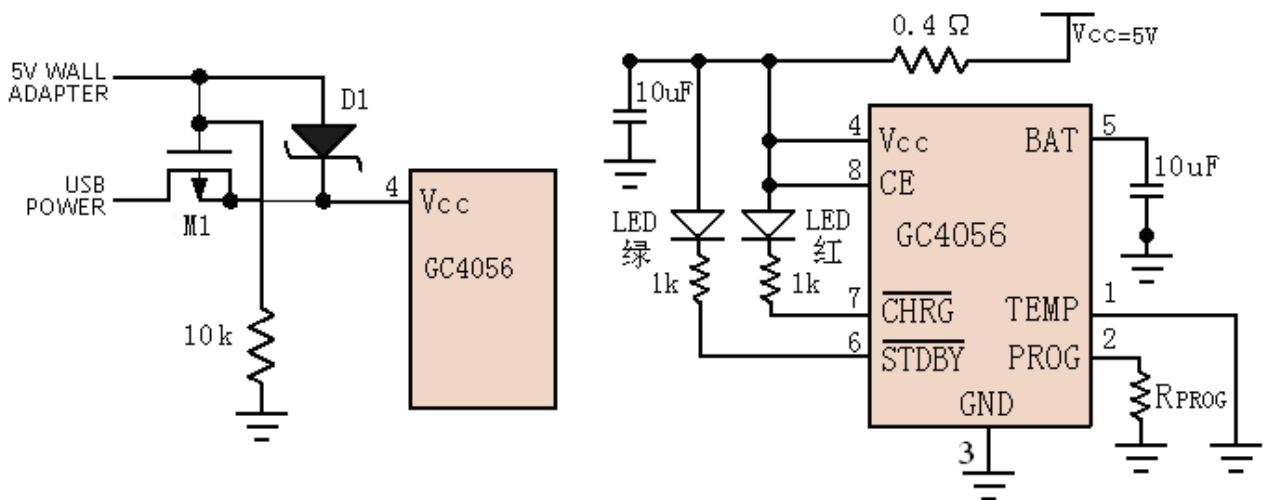 5V WALL
ADAPTER
D1
USB
POWER
M1
4
Vcc
GC4056
10k
0.4 Ω
Vcc=5V
10uF
4
Vcc
BAT
5
8
CE
10uF
GC4056
LED
绿
LED
红
1k
1k
7
CHRG
TEMP
1
6
STDBY
PROG
2
RPROG
GND
3